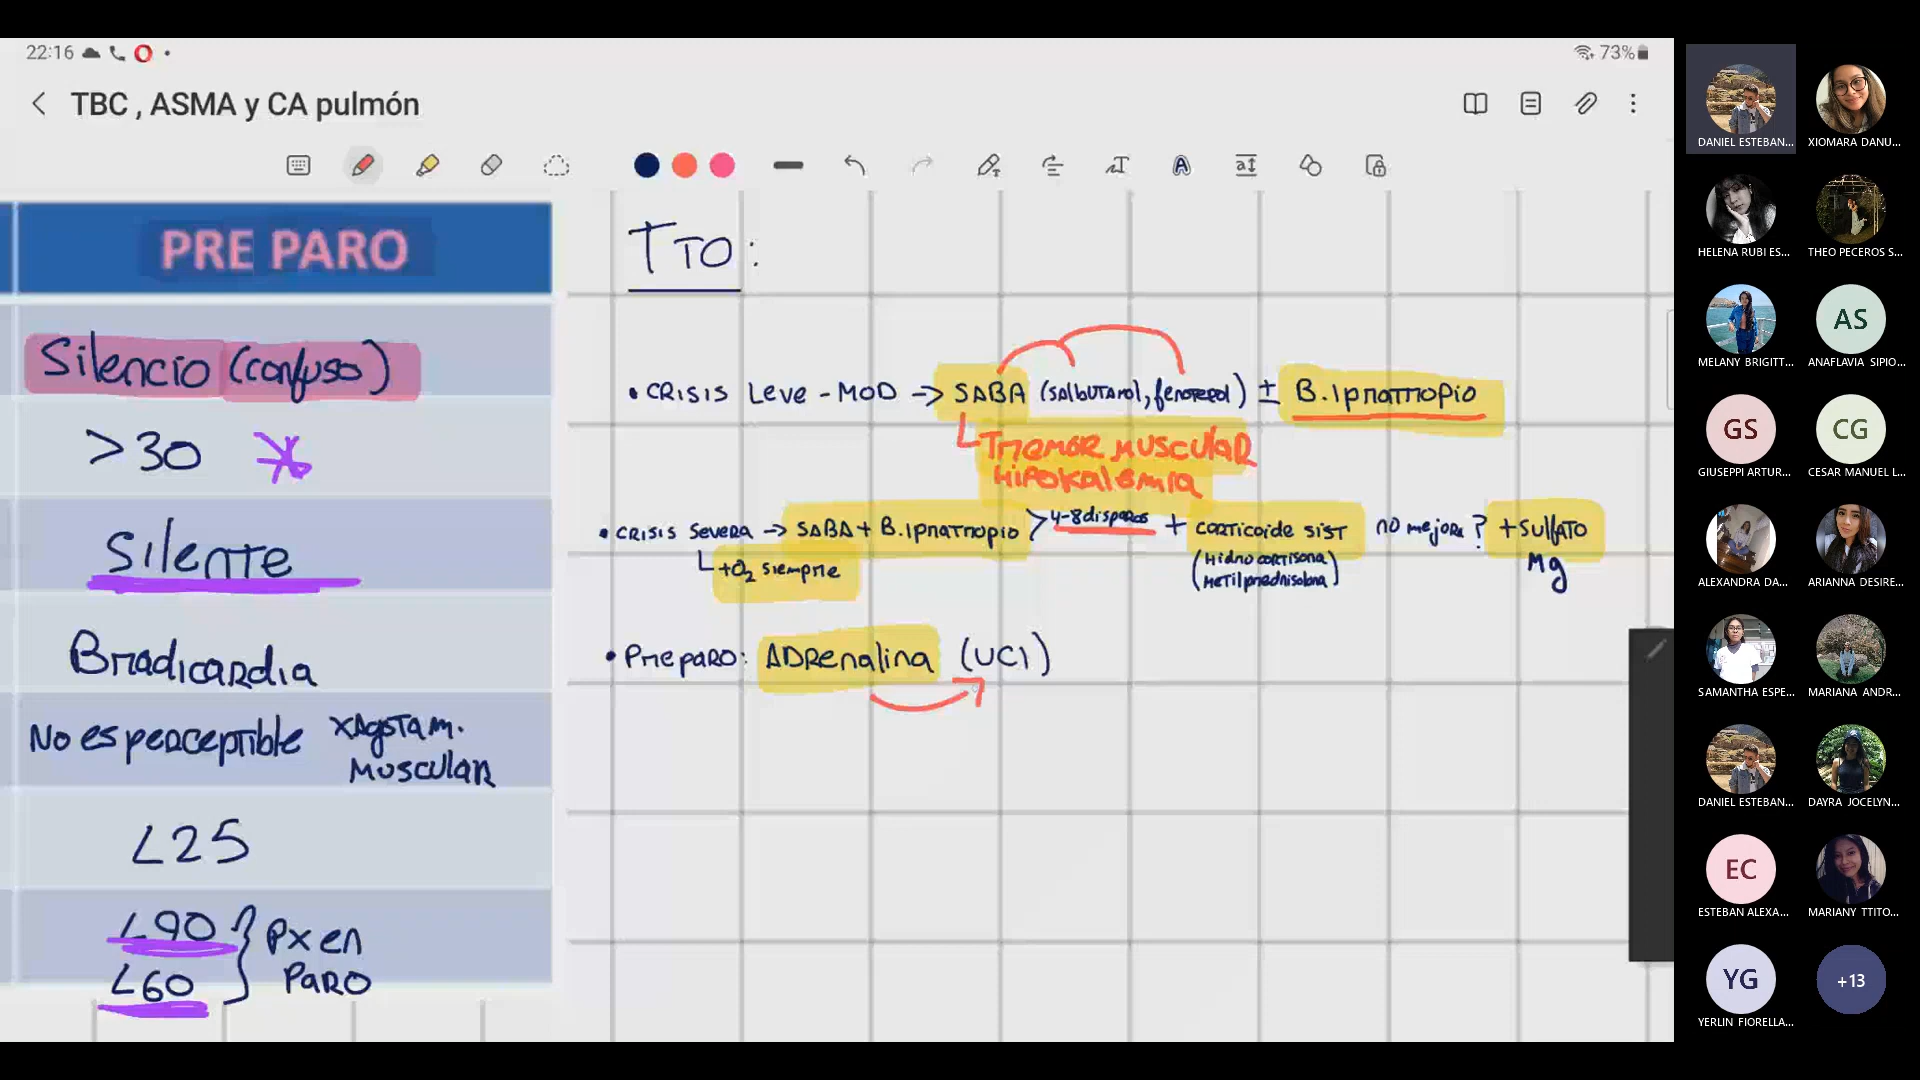 22:16
73%
TBC , ASMA y CA pulmón
PRE PARO
Silencio (confuso)
>30
Silente
Bradicardia
No es perceptible x Agotam.
muscular
<25
<90
<60
Px en
PARO
TTO:
• CRISIS Leve - MOD -> SABA (salbutamol, fenoterol) ± B. Ipratropio
Tremor muscular
Hipokalemia
• CRISIS Severa -> SABA + B. Ipratropio > 4-8 disparos + corticoide sist no mejora? + Sulfato
Mg
+O2 siempre
(Hidrocortisona
metilprednisolona)
• Preparo: ADRenalina (UCI)
DANIEL ESTEBAN...
XIOMARA DANU...
HELENA RUBI ES...
THEO PECEROS S...
MELANY BRIGITT...
AS
ANAFLAVIA SIPIO...
GS
GIUSEPPI ARTUR...
CG
CESAR MANUEL L...
ALEXANDRA DA...
ARIANNA DESIRE...
SAMANTHA ESPE...
MARIANA ANDR...
DANIEL ESTEBAN...
DAYRA JOCELYN...
EC
ESTEBAN ALEXA...
MARIANY TTITO...
YG
YERLIN FIORELLA...
+13